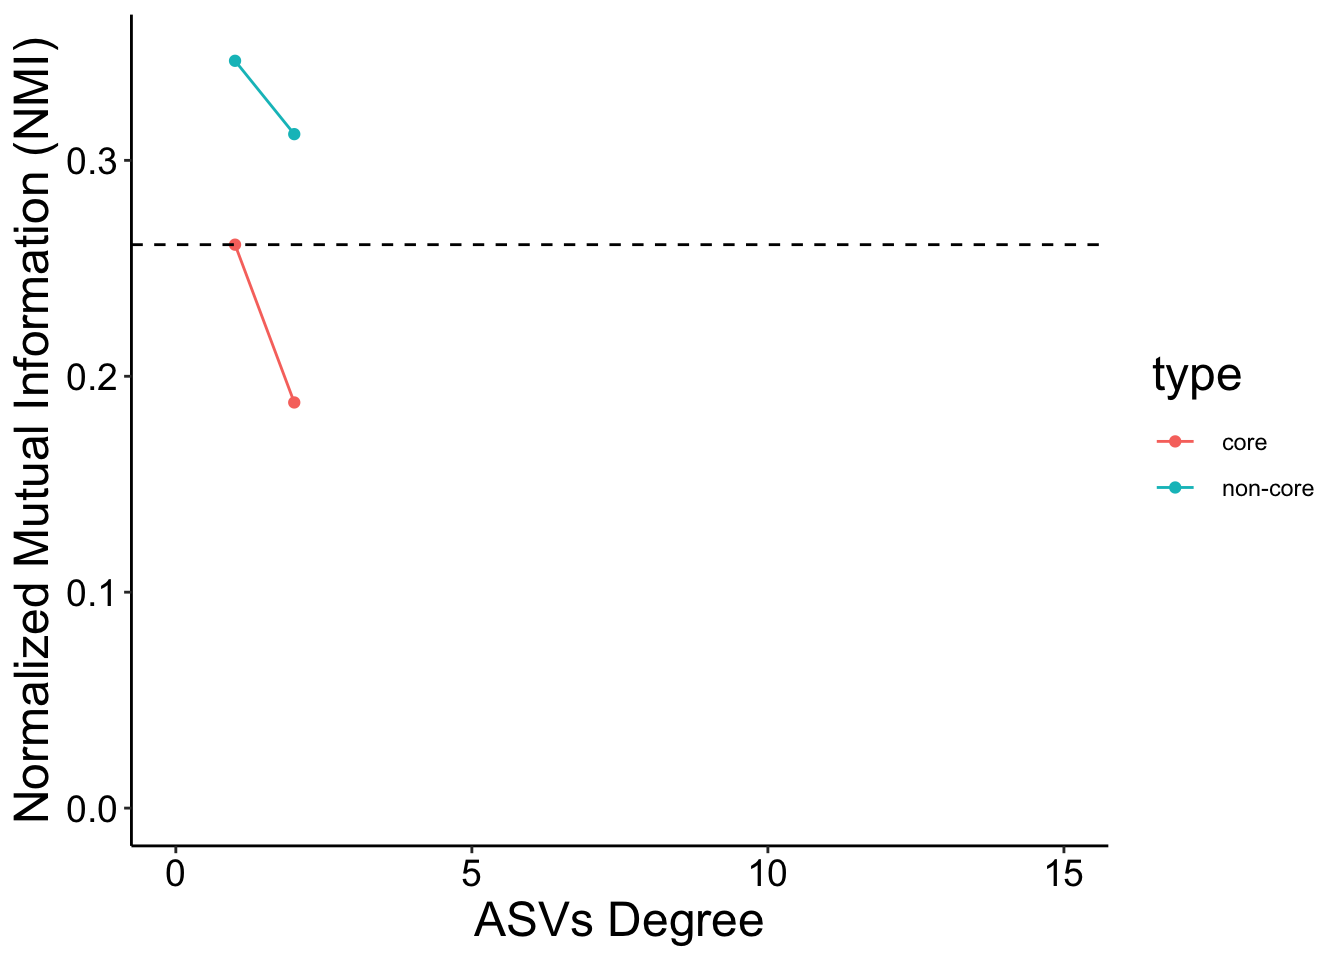 Normalized Mutual Information (NMI)
0.3
0.2
0.1
0.0
0
5
10
15
ASVs Degree
type
core
non-core